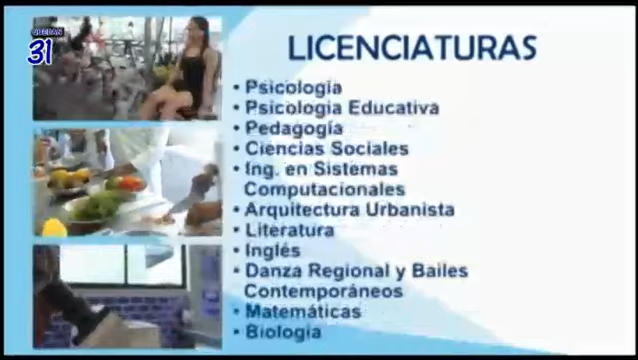 QUEDAN
31
LICENCIATURAS
• Psicología
• Psicología Educativa
• Pedagogía
• Ciencias Sociales
• Ing. en Sistemas
Computacionales
• Arquitectura Urbanista
• Literatura
• Inglés
• Danza Regional y Bailes
Contemporáneos
• Matemáticas
• Biología